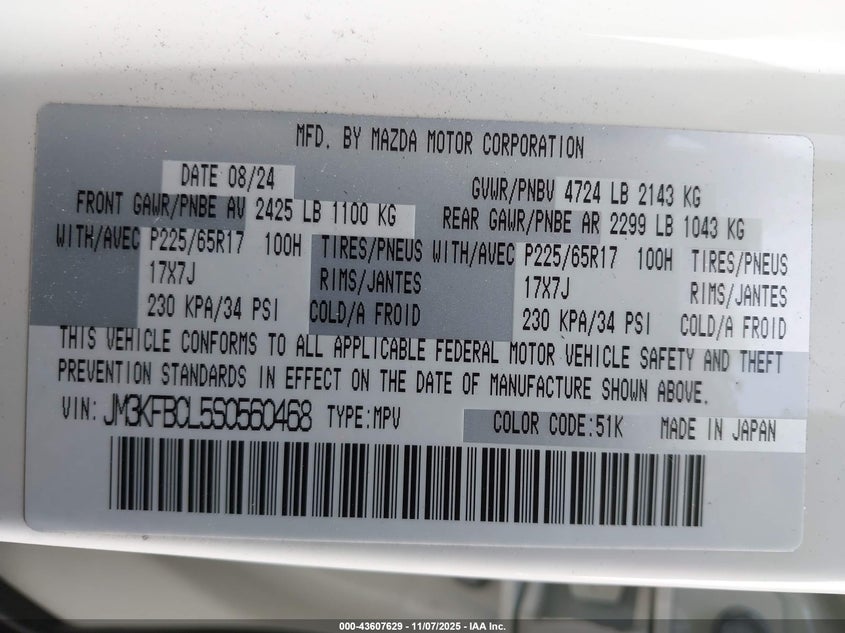 MFD. BY MAZDA MOTOR CORPORATION
DATE 08/24 GVWR/PNBV 4724 LB 2143 KG
FRONT GAWR/PNBE AV 2425 LB 1100 KG REAR GAWR/PNBE AR 2299 LB 1043 KG
WITH/AVEC P225/65R17 100H TIRES/PNEUS WITH/AVEC P225/65R17 100H TIRES/PNEUS
17X7J RIMS/JANTES 17X7J RIMS/JANTES
230 KPA/34 PSI COLD/A FROID 230 KPA/34 PSI COLD/A FROID
THIS VEHICLE CONFORMS TO ALL APPLICABLE FEDERAL MOTOR VEHICLE SAFETY AND THEFT
PREVENTION STANDARDS IN EFFECT ON THE DATE OF MANUFACTURE SHOWN ABOVE.
VIN: JM3KFBCL5S0560468 TYPE:MPV COLOR CODE:51K MADE IN JAPAN
000-43607629 - 11/07/2025 - IAA Inc.